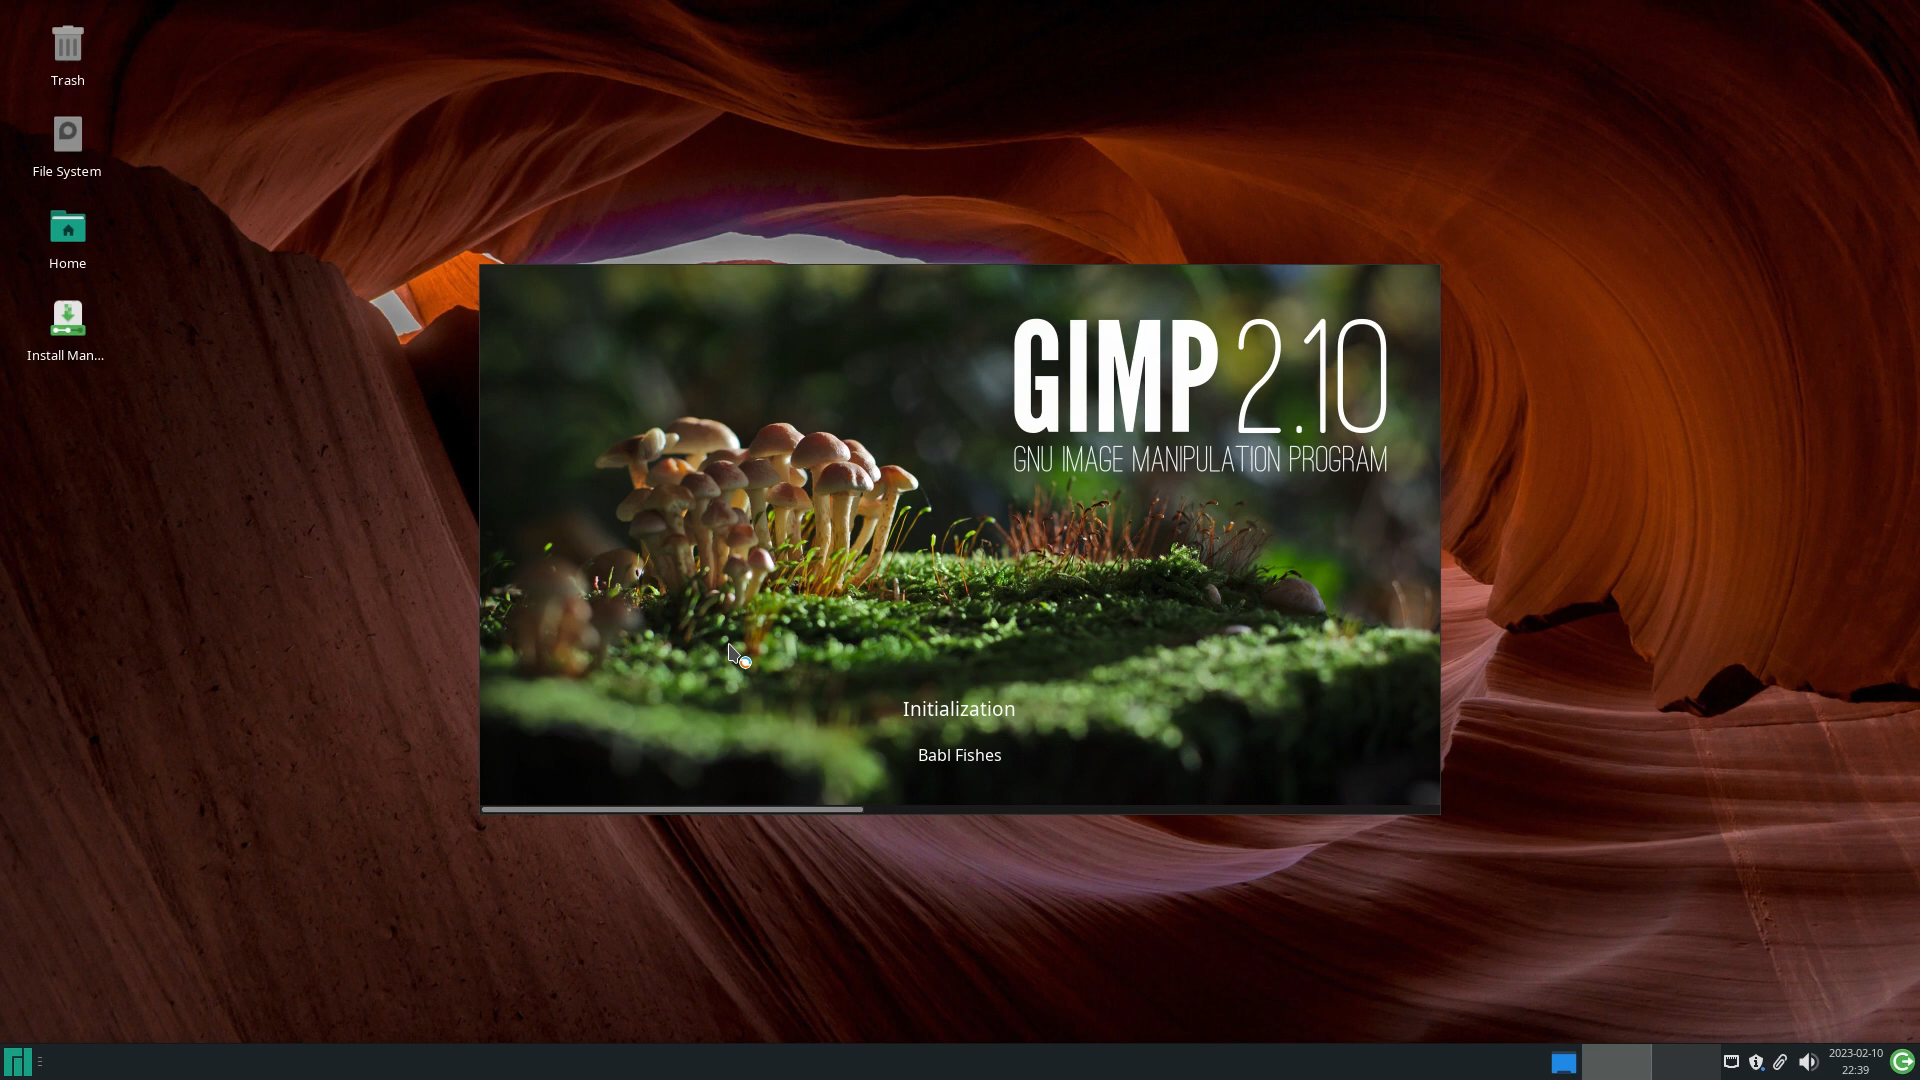 Trash
File System
Home
Install Man...
GIMP 2.10
GNU IMAGE MANIPULATION PROGRAM
Initialization
Babl Fishes
2023-02-10
22:39